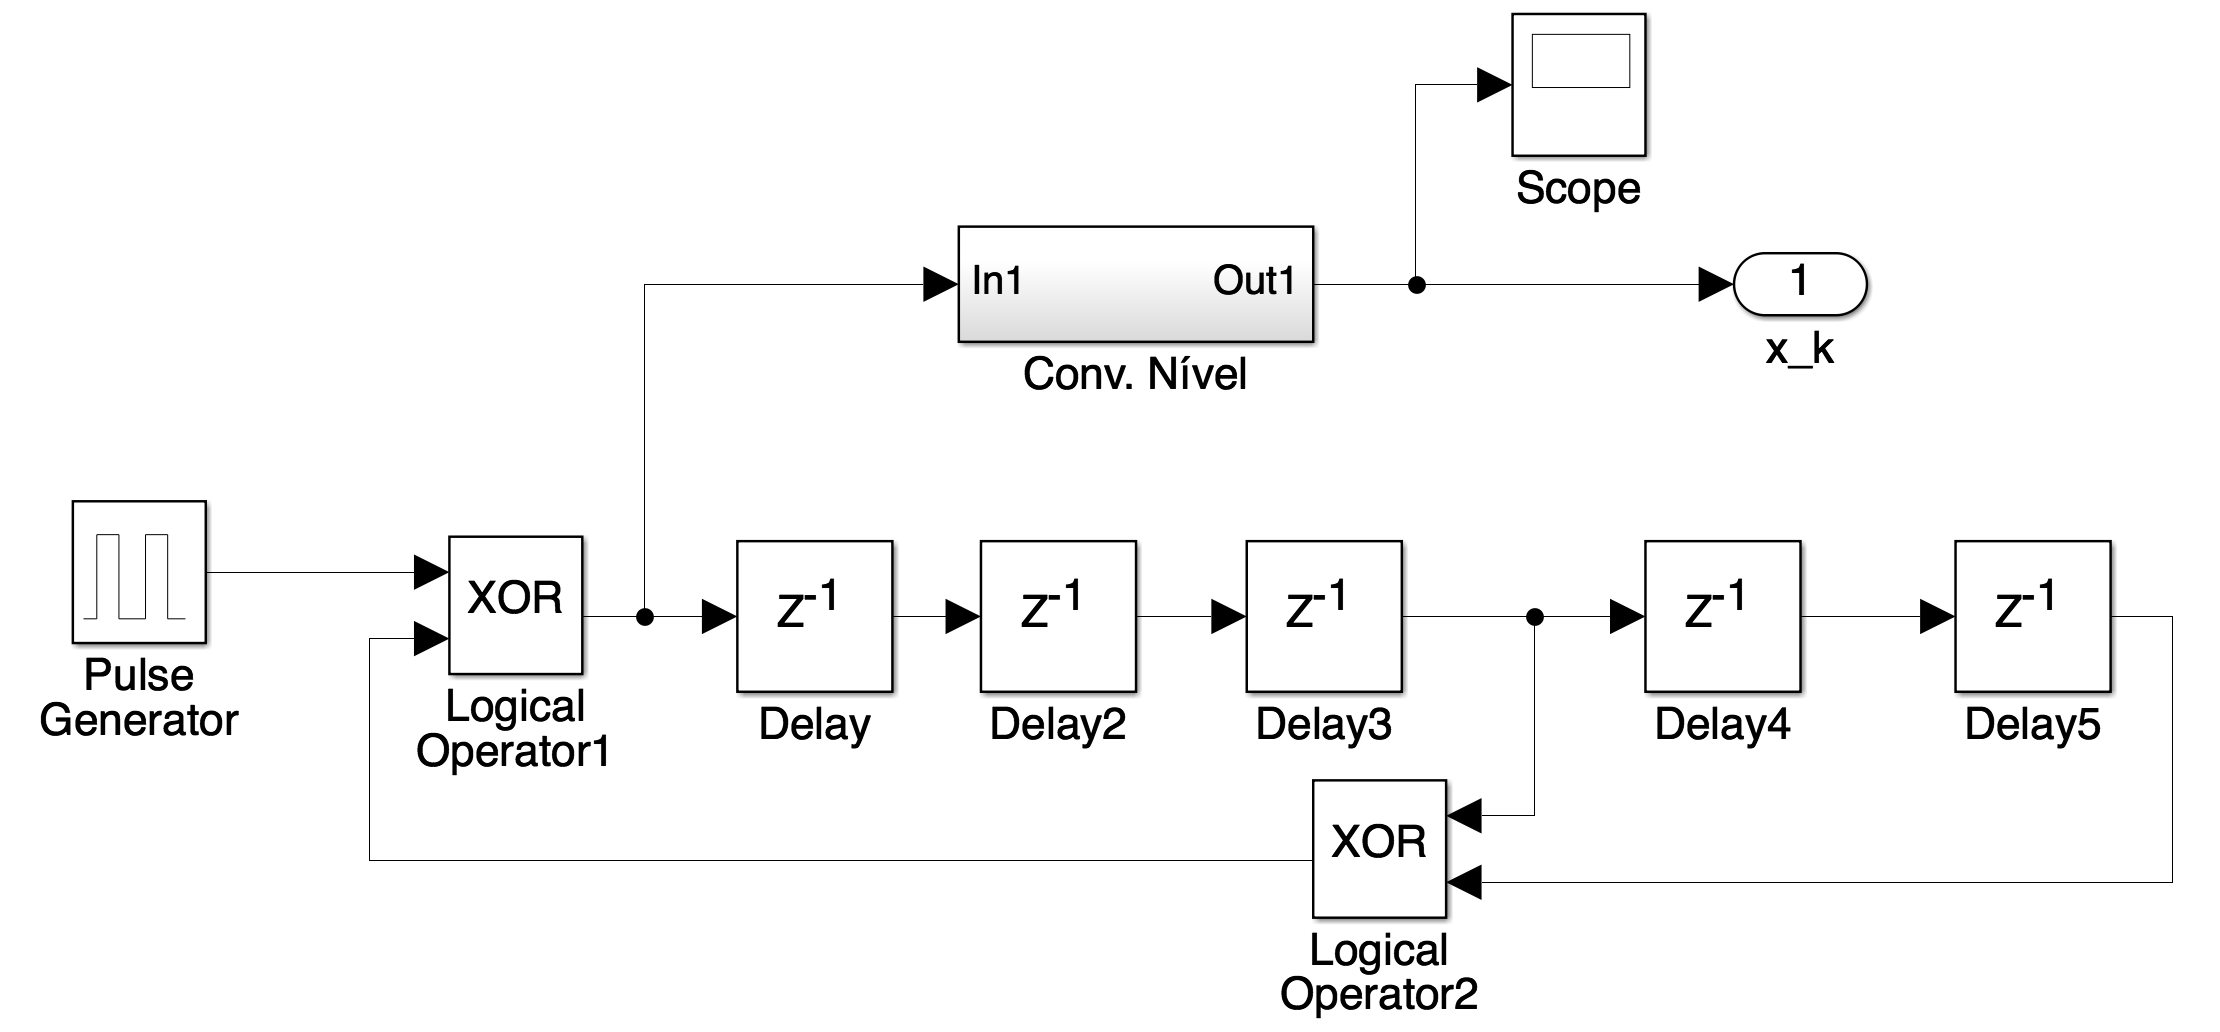 Scope
In1
Out1
Conv. Nível
1
x_k
Pulse
Generator
XOR
Logical
Operator1
z-1
Delay
z-1
Delay2
z-1
Delay3
z-1
Delay4
z-1
Delay5
XOR
Logical
Operator2